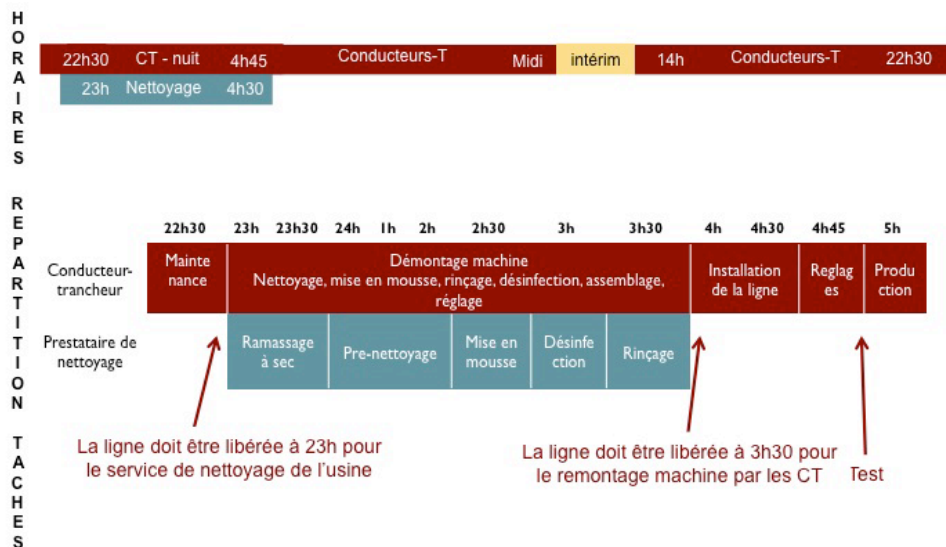 HORAIRES
22h30 CT - nuit 4h45 Conducteurs-T Midi intérim 14h Conducteurs-T 22h30
23h Nettoyage 4h30
REPARTITION TACHES
22h30 23h 23h30 24h 1h 2h 2h30 3h 3h30 4h 4h30 4h45 5h
Conducteur-
trancheur
Mainte
nance
Démontage machine
Nettoyage, mise en mousse, rinçage, désinfection, assemblage,
réglage
Installation
de la ligne
Reglag
es
Produ
ction
Prestataire de
nettoyage
Ramassage
à sec
Pre-nettoyage
Mise en
mousse
Désinfe
ction
Rinçage
La ligne doit être libérée à 23h pour
le service de nettoyage de l'usine
La ligne doit être libérée à 3h30 pour
le remontage machine par les CT
Test